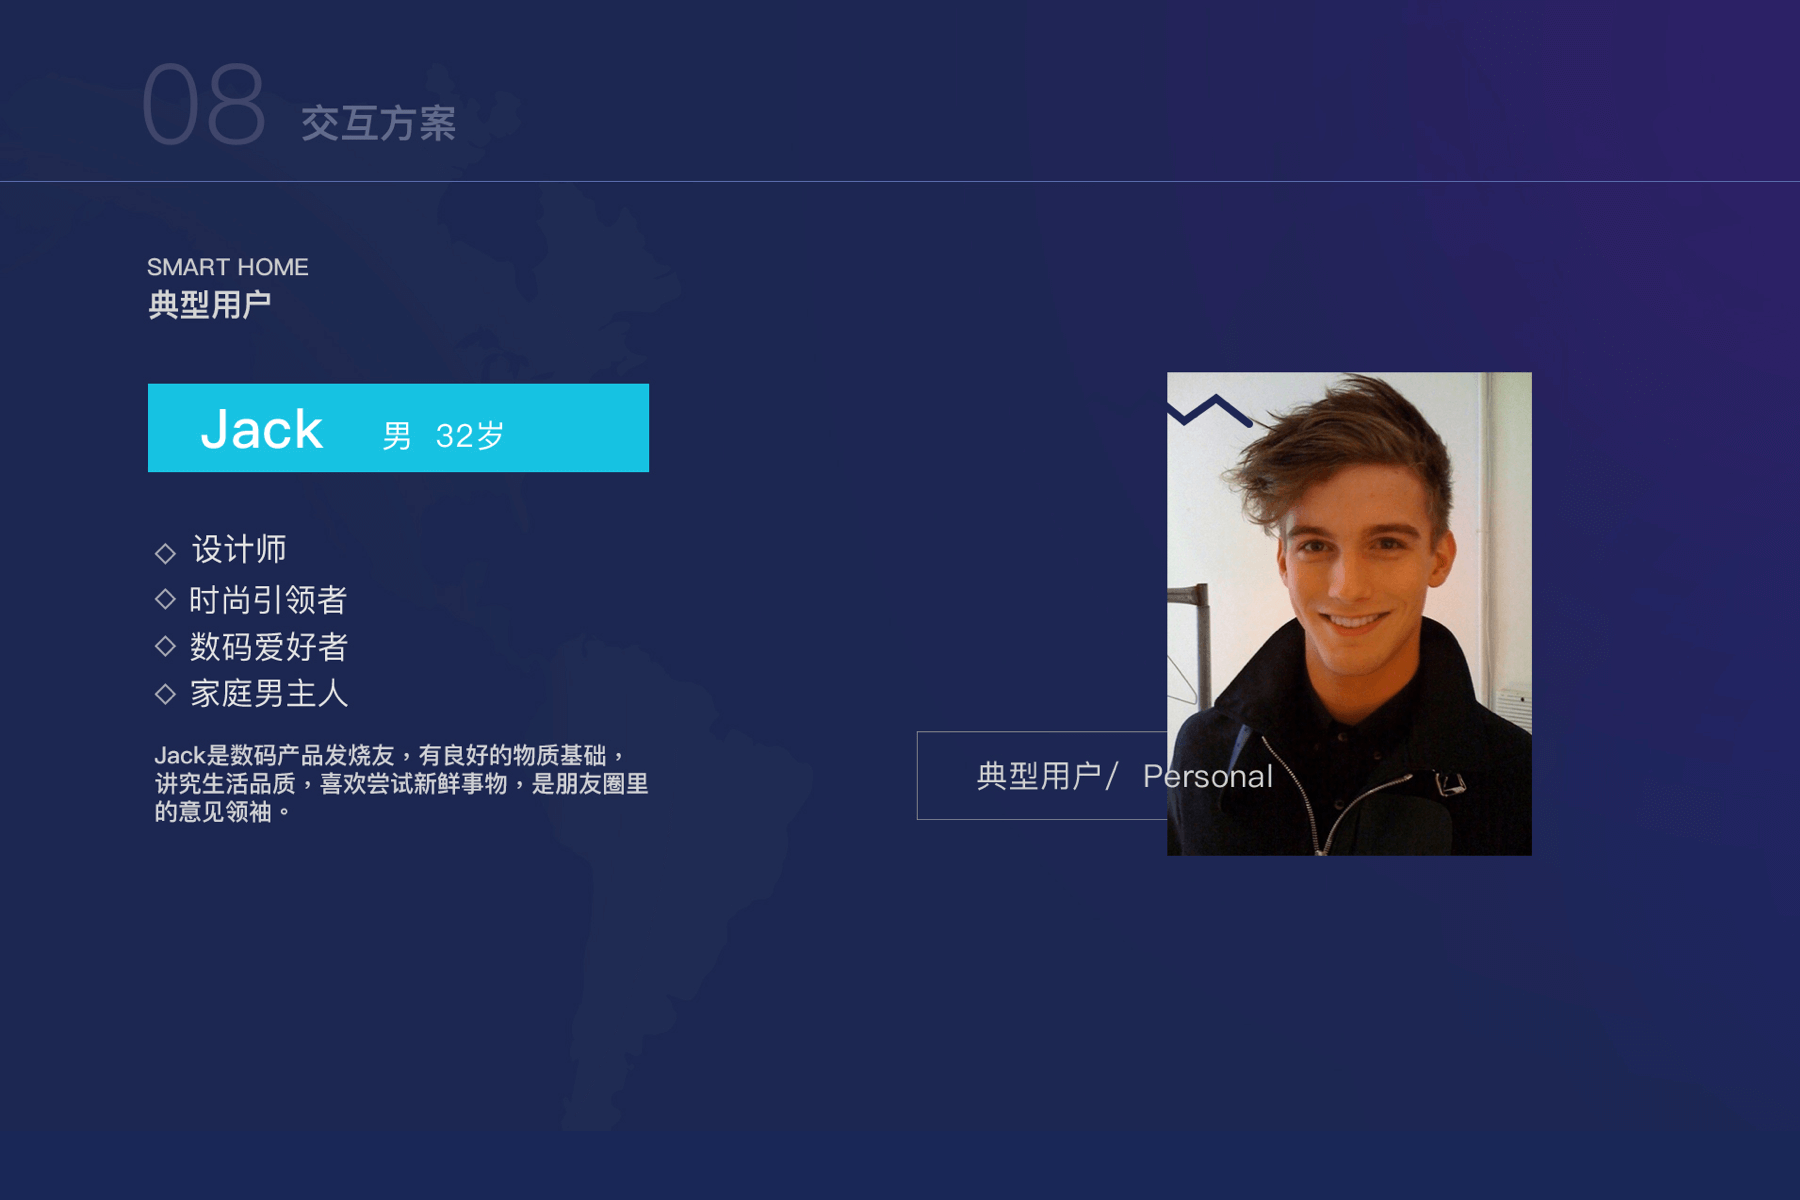 08 交互方案
SMART HOME
典型用户
Jack 男 32岁
设计师
时尚引领者
数码爱好者
家庭男主人
Jack是数码产品发烧友，有良好的物质基础，
讲究生活品质，喜欢尝试新鲜事物，是朋友圈里
的意见领袖。
典型用户/ Personal